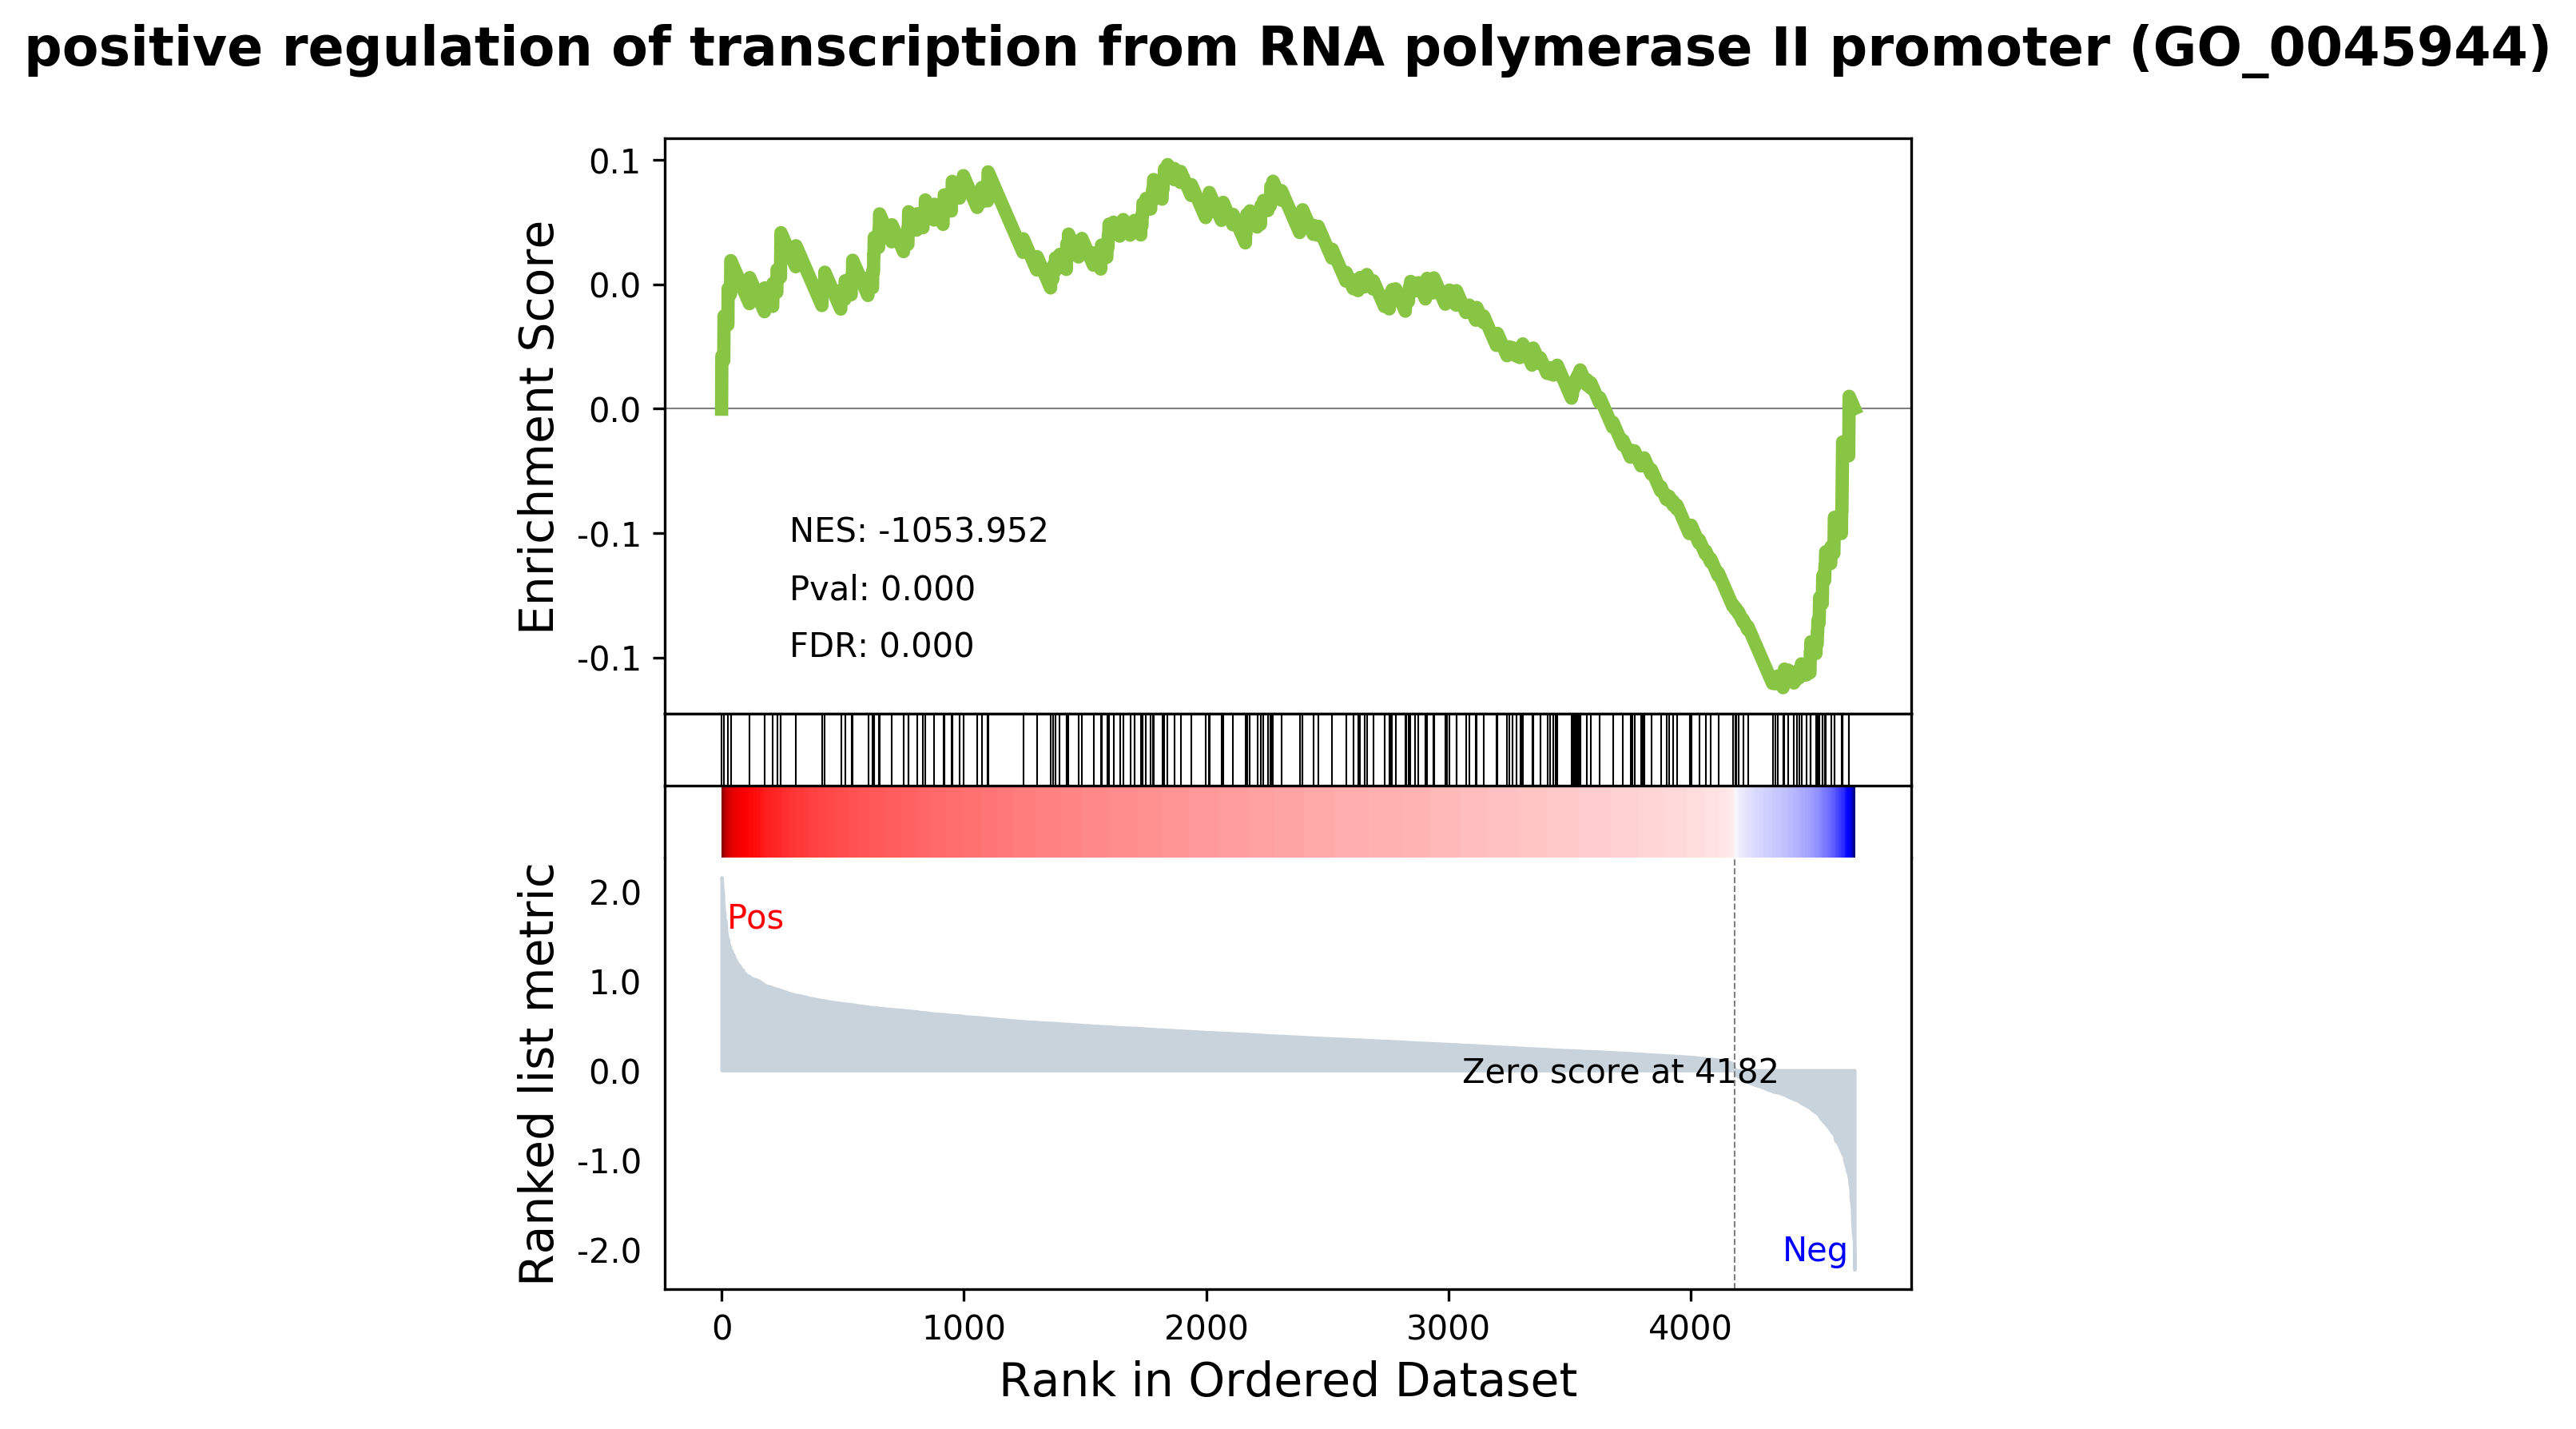 positive regulation of transcription from RNA polymerase II promoter (GO_0045944)
Enrichment Score
0.1
0.0
0.0
-0.1
-0.1
NES: -1053.952
Pval: 0.000
FDR: 0.000
Ranked list metric
2.0
1.0
0.0
-1.0
-2.0
Pos
Zero score at 4182
Neg
0 1000 2000 3000 4000
Rank in Ordered Dataset